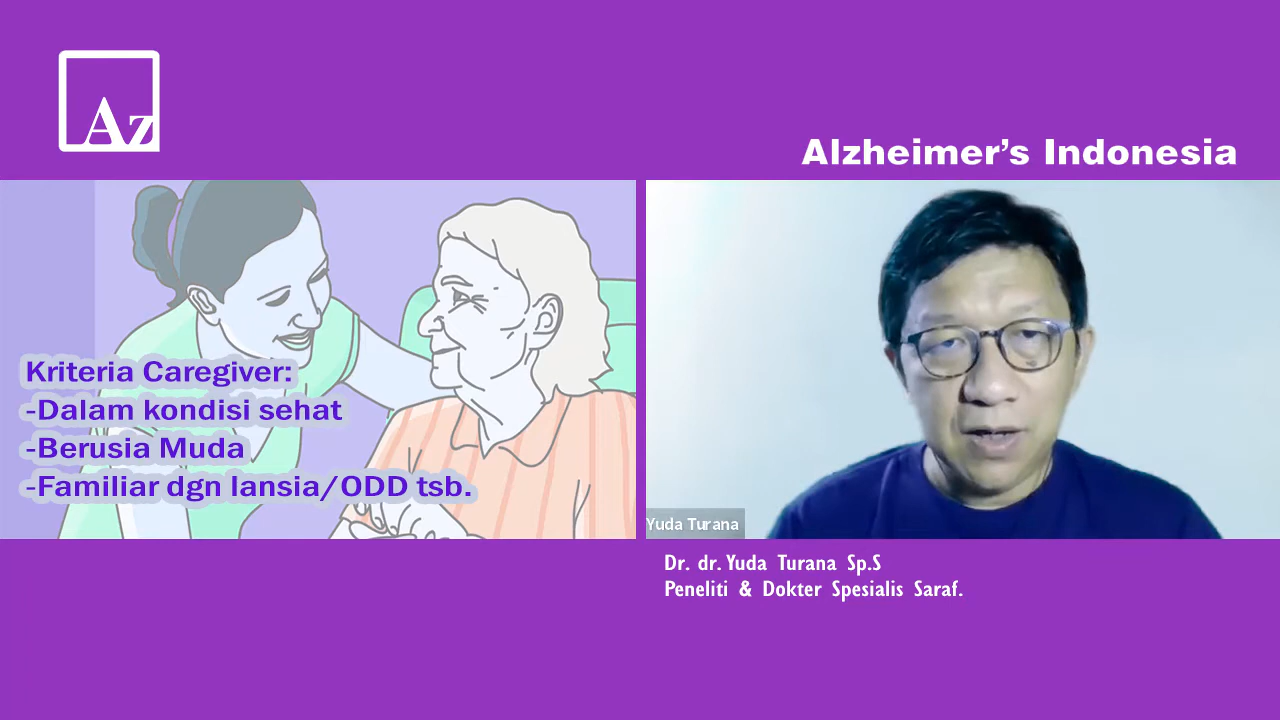 Az
Alzheimer’s Indonesia
Kriteria Caregiver:
-Dalam kondisi sehat
-Berusia Muda
-Familiar dgn lansia/ODD tsb.
Yuda Turana
Dr. dr. Yuda Turana Sp.S
Peneliti & Dokter Spesialis Saraf.